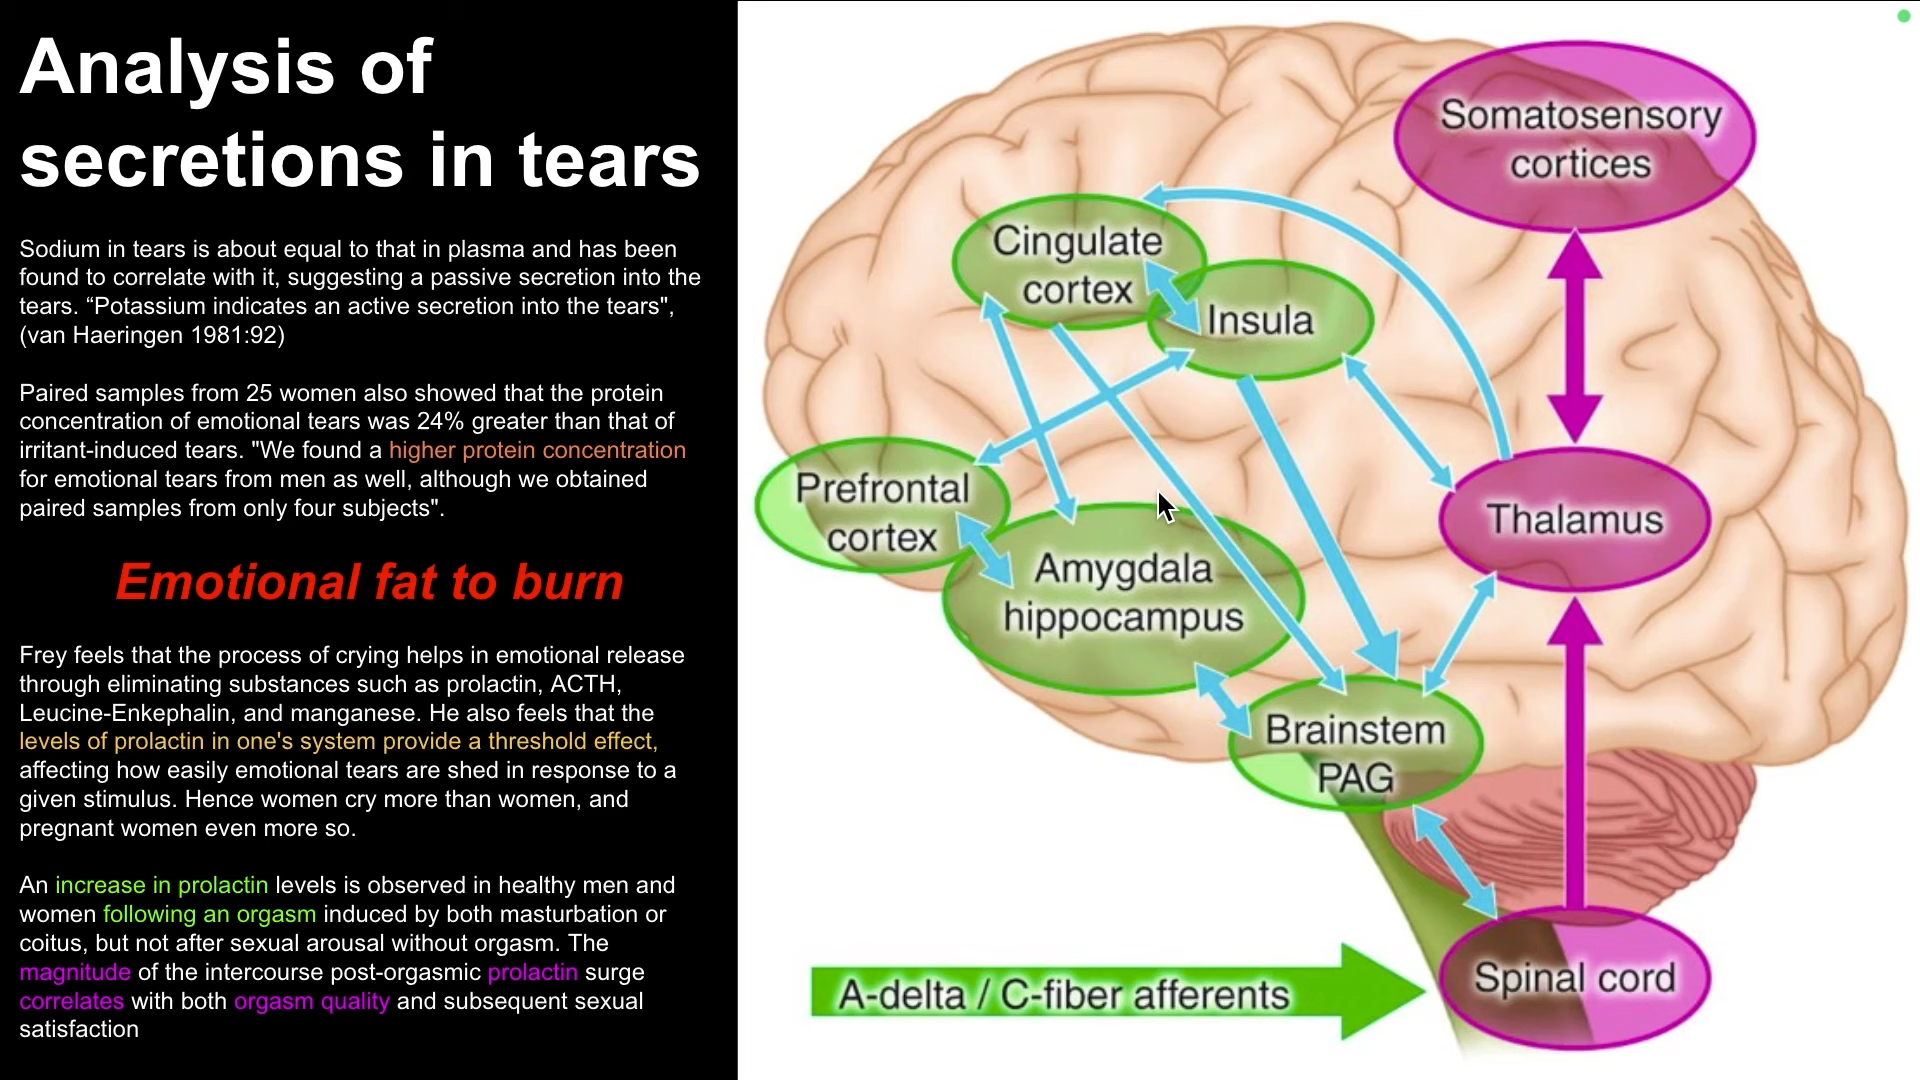 Analysis of
secretions in tears
Sodium in tears is about equal to that in plasma and has been
found to correlate with it, suggesting a passive secretion into the
tears. “Potassium indicates an active secretion into the tears",
(van Haeringen 1981:92)
Paired samples from 25 women also showed that the protein
concentration of emotional tears was 24% greater than that of
irritant-induced tears. "We found a higher protein concentration
for emotional tears from men as well, although we obtained
paired samples from only four subjects".
Emotional fat to burn
Frey feels that the process of crying helps in emotional release
through eliminating substances such as prolactin, ACTH,
Leucine-Enkephalin, and manganese. He also feels that the
levels of prolactin in one's system provide a threshold effect,
affecting how easily emotional tears are shed in response to a
given stimulus. Hence women cry more than women, and
pregnant women even more so.
An increase in prolactin levels is observed in healthy men and
women following an orgasm induced by both masturbation or
coitus, but not after sexual arousal without orgasm. The
magnitude of the intercourse post-orgasmic prolactin surge
correlates with both orgasm quality and subsequent sexual
satisfaction
Somatosensory
cortices
Cingulate
cortex
Insula
Prefrontal
cortex
Thalamus
Amygdala
hippocampus
Brainstem
PAG
Spinal cord
A-delta / C-fiber afferents